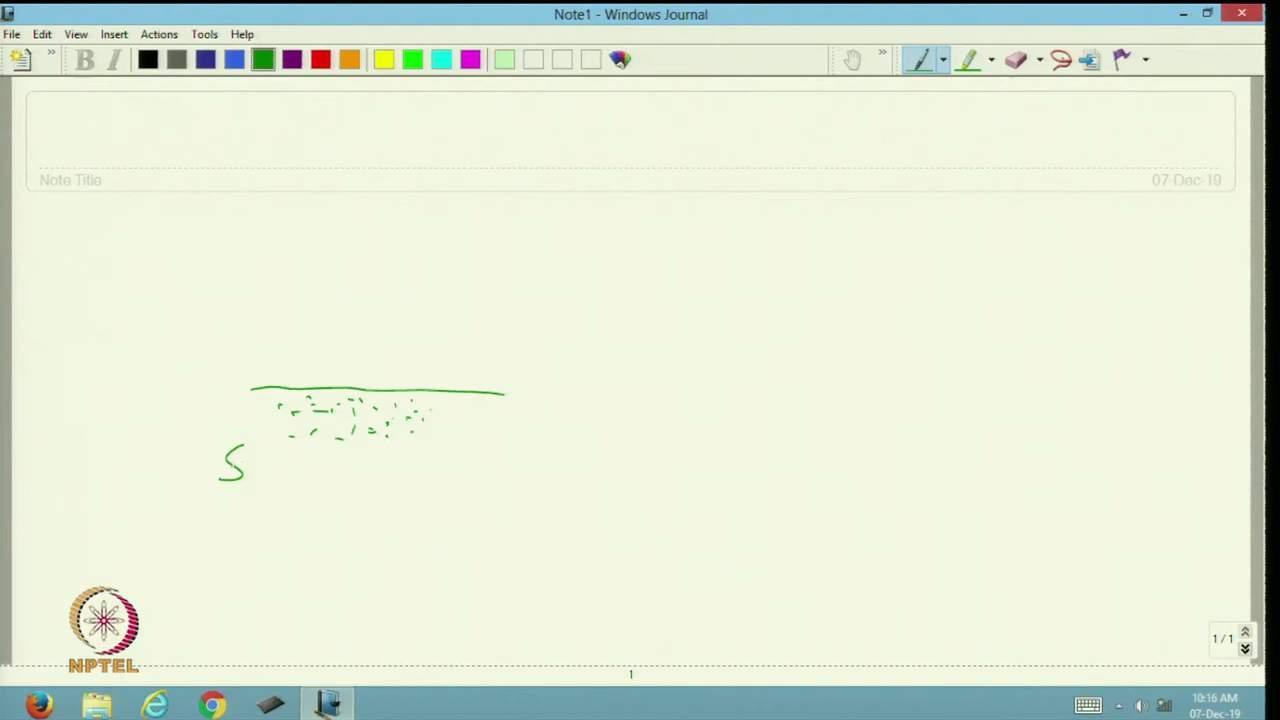 Note1 - Windows Journal
File Edit View Insert Actions Tools Help
B I
Note Title
07-Dec-19
S
NPTEL
1 / 1
1
10:16 AM
07-Dec-19